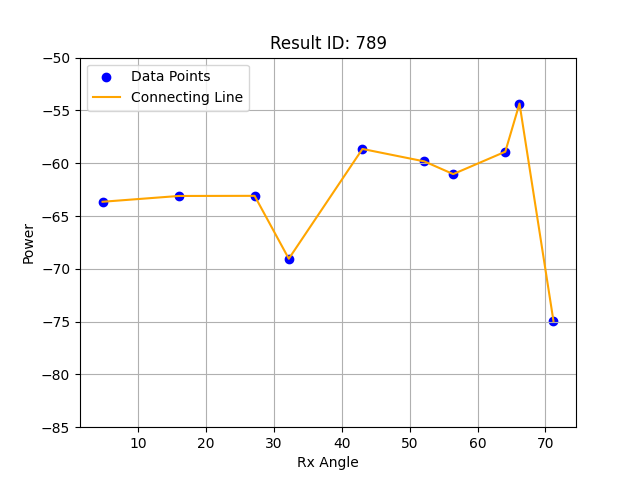 Result ID: 789
Data Points
Connecting Line
−50
−55
−60
−65
−70
−75
−80
−85
Power
10 20 30 40 50 60 70
Rx Angle